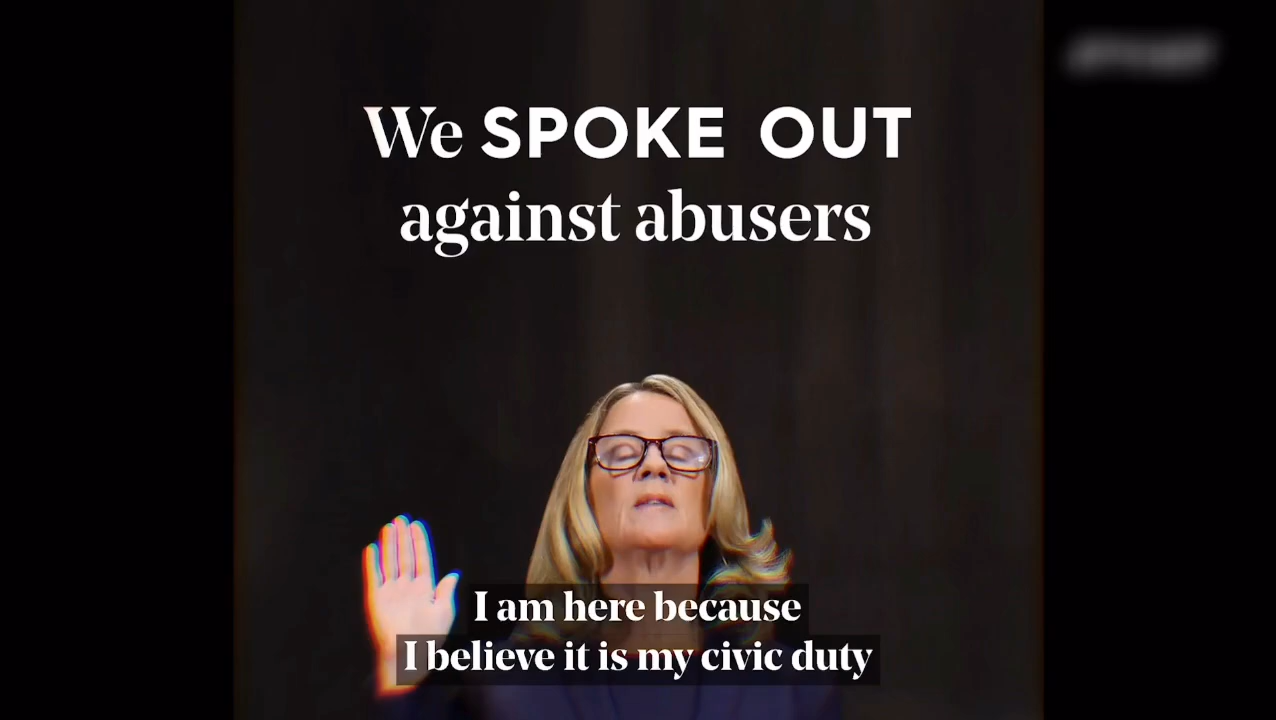 We SPOKE OUT
against abusers
I am here because
I believe it is my civic duty